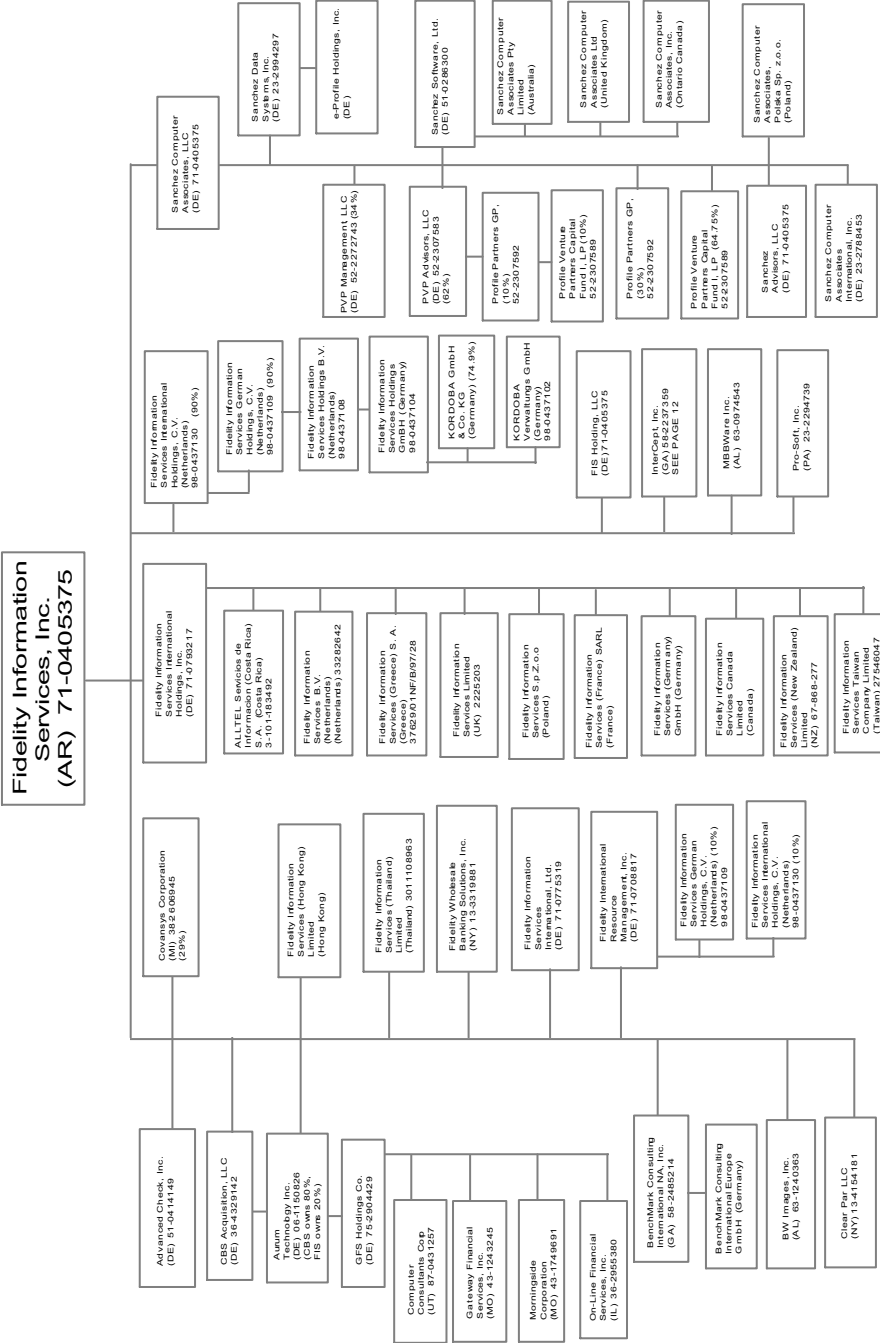 Fidelity Information
Services, Inc.
(AR) 71-0405375
Advanced Check, Inc.
(DE) 51-0414149
CBS Acquisition, LLC
(DE) 36-4329142
Aurum
Technology Inc.
(DE) 06-1150826
(CBS owns 80%,
FIS owns 20%)
GFS Holdings Co.
(DE) 75-2904429
Computer
Consultants Corp
(UT) 87-0431257
Gateway Financial
Services, Inc.
(MO) 43-1243245
Morningside
Corporation
(MO) 43-1749691
On-Line Financial
Services, Inc.
(IL) 36-2955380
BenchMark Consulting
International NA, Inc.
(GA) 58-2485214
BenchMark Consulting
International Europe
GmbH (Germany)
BW Images, Inc.
(AL) 63-1240363
Clear Par LLC
(NY) 13-4154181
Covansys Corporation
(MI) 38-2606945
(29%)
Fidelity Information
Services (Hong Kong)
Limited
(Hong Kong)
Fidelity Information
Services (Thailand)
Limited
(Thailand) 3011108963
Fidelity Wholesale
Banking Solutions, Inc.
(NY) 13-3319881
Fidelity Information
Services
International, Ltd.
(DE) 71-0775319
Fidelity International
Resource
Management, Inc.
(DE) 71-0708817
Fidelity Information
Services German
Holdings, C.V.
(Netherlands) (10%)
98-0437109
Fidelity Information
Services International
Holdings, C.V.
(Netherlands)
98-0437130 (10%)
Fidelity Information
Services International
Holdings, Inc.
(DE) 71-0793217
ALLTEL Servicios de
Informacion (Costa Rica)
S.A. (Costa Rica)
3-101-183492
Fidelity Information
Services B.V.
(Netherlands)
(Netherlands) 33282642
Fidelity Information
Services (Greece) S. A.
(Greece)
37629/01NF/B/97/28
Fidelity Information
Services Limited
(UK) 2225203
Fidelity Information
Services S.p.Z.o.o
(Poland)
Fidelity Information
Services (France) SARL
(France)
Fidelity Information
Services (Germany)
GmbH (Germany)
Fidelity Information
Services Canada
Limited
(Canada)
Fidelity Information
Services (New Zealand)
Limited
(NZ) 67-868-277
Fidelity Information
Services Taiwan
Company Limited
(Taiwan) 27546047
Fidelity Information
Services International
Holdings, C.V.
(Netherlands)
98-0437130 (90%)
Fidelity Information
Services German
Holdings, C.V.
(Netherlands)
98-0437109 (90%)
Fidelity Information
Services Holdings B.V.
(Netherlands)
98-0437108
Fidelity Information
Services Holdings
GmBH (Germany)
98-0437104
KORDOBA GmbH
& Co. KG
(Germany) (74.9%)
KORDOBA
Verwaltungs GmbH
(Germany)
98-0437102
FIS Holding, LLC
(DE)71-0405375
InterCept, Inc.
(GA) 58-2237359
SEE PAGE 12
MBBWare Inc.
(AL) 63-0974543
Pro-Soft, Inc.
(PA) 23-2294739
Sanchez Computer
Associates, LLC
(DE) 71-0405375
PVP Management, LLC
(DE) 52-2272743 (34%)
PVP Advisors, LLC
(DE) 52-2307583
(62%)
Profile Partners GP,
(10%)
52-2307592
Profile Venture
Partners Capital
Fund I, LP (10%)
52-2307589
Profile Partners GP,
(30%)
52-2307592
Profile Venture
Partners Capital
Fund I, LP (64.75%)
52-2307589
Sanchez
Advisors, LLC
(DE) 71-0405375
Sanchez Computer
Associates
International, Inc.
(DE) 23-2788453
Sanchez Data
Systems, Inc.
(DE) 23-2994297
e-Profile Holdings, Inc.
(DE)
Sanchez Software, Ltd.
(DE) 51-0286300
Sanchez Computer
Associates Pty
Limited
(Australia)
Sanchez Computer
Associates Ltd
(United Kingdom)
Sanchez Computer
Associates, Inc.
(Ontario Canada)
Sanchez Computer
Associates,
Polska Sp. z.o.o.
(Poland)